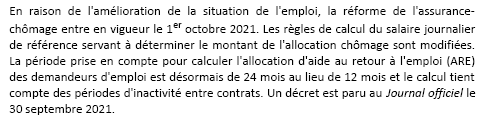 En raison de l'amélioration de la situation de l'emploi, la réforme de l'assurance-
chômage entre en vigueur le 1er octobre 2021. Les règles de calcul du salaire journalier
de référence servant à déterminer le montant de l'allocation chômage sont modifiées.
La période prise en compte pour calculer l'allocation d'aide au retour à l'emploi (ARE)
des demandeurs d'emploi est désormais de 24 mois au lieu de 12 mois et le calcul tient
compte des périodes d'inactivité entre contrats. Un décret est paru au Journal officiel le
30 septembre 2021.